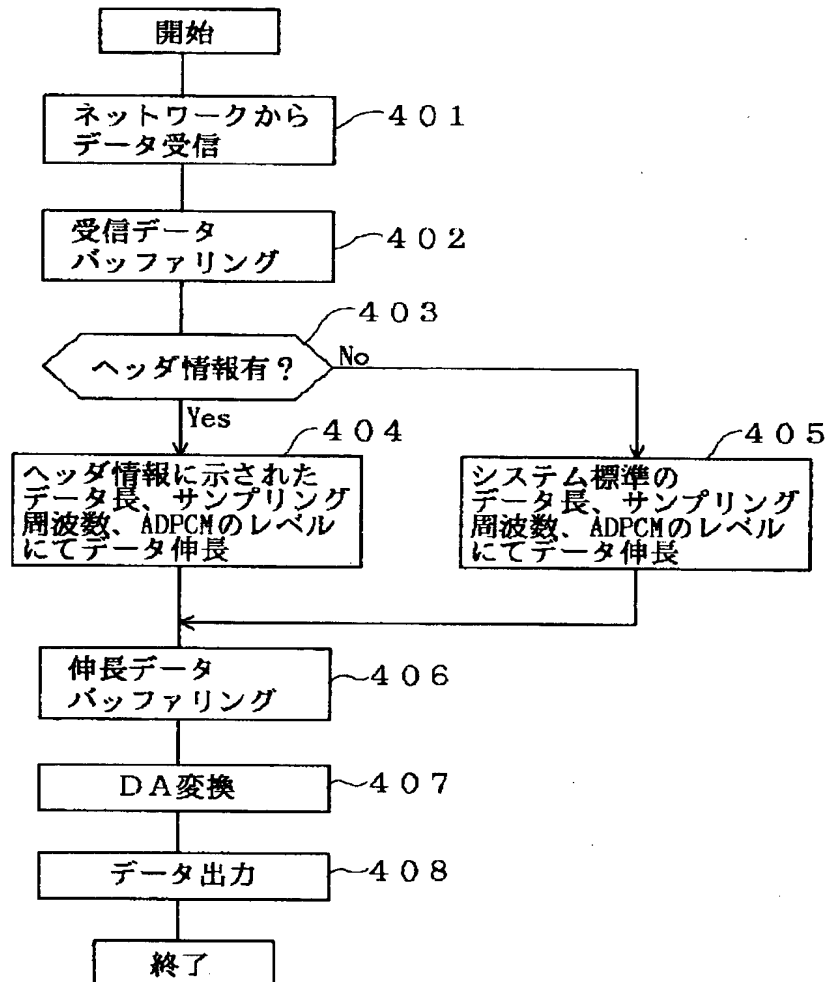 開始
ネットワークから
データ受信
401
受信データ
バッファリング
402
403
ヘッダ情報有?
No
Yes
404
ヘッダ情報に示された
データ長、サンプリング
周波数、ADPCMのレベル
にてデータ伸長
405
システム標準の
データ長、サンプリング
周波数、ADPCMのレベル
にてデータ伸長
伸長データ
バッファリング
406
DA変換
407
データ出力
408
終了